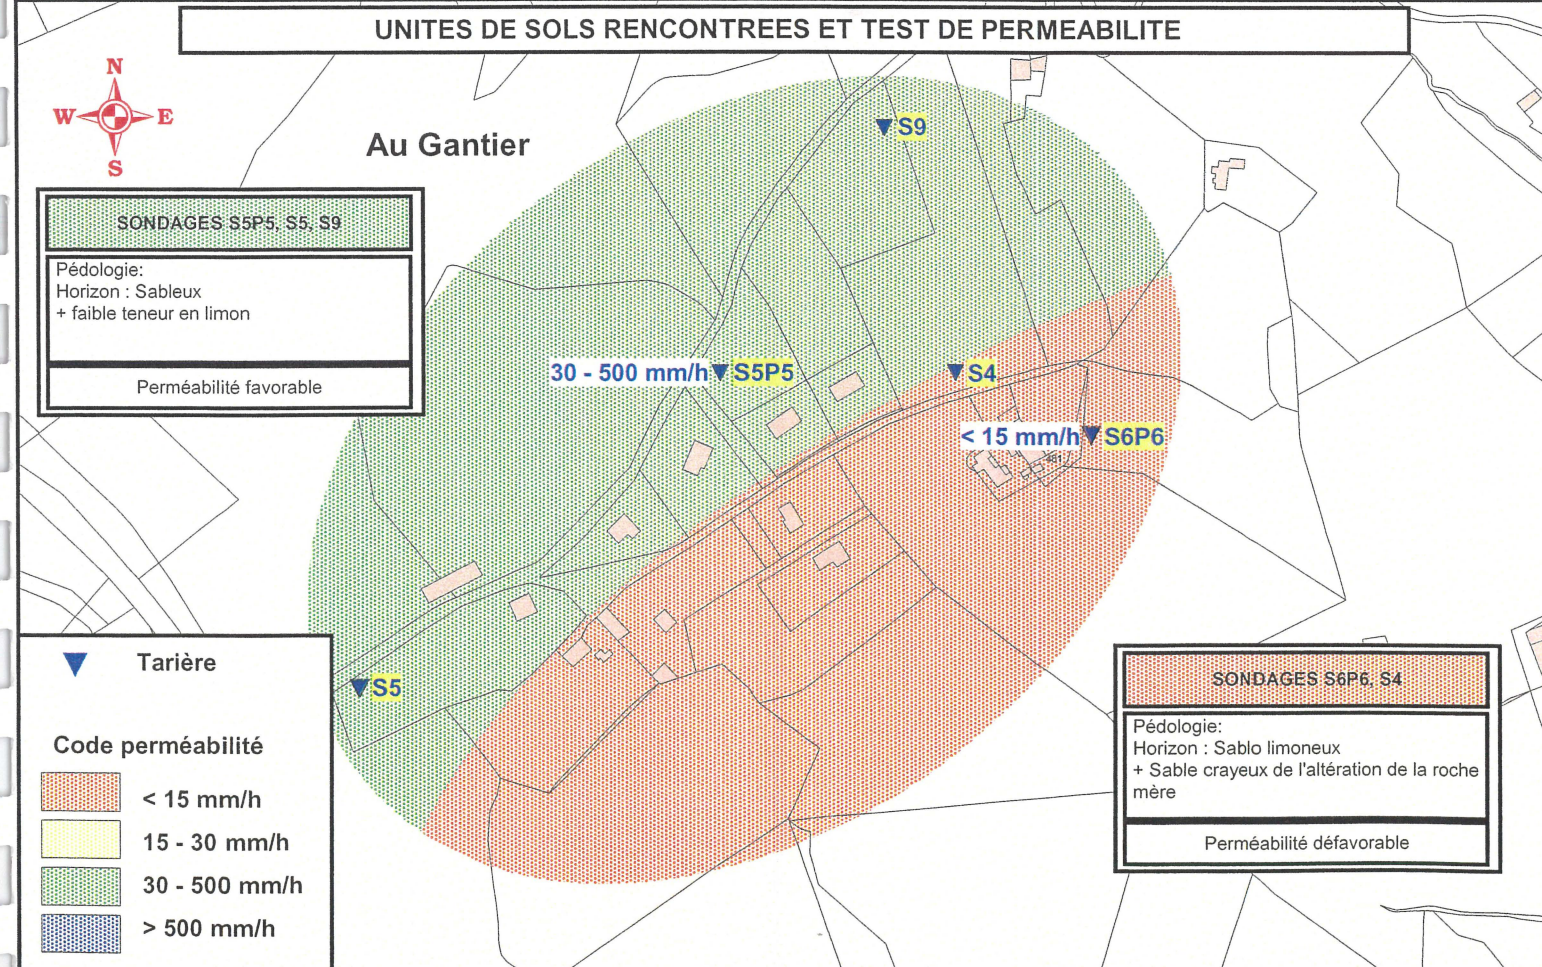 UNITES DE SOLS RENCONTREES ET TEST DE PERMEABILITE
N
W E
S
Au Gantier
S9
SONDAGES S5P5, S5, S9
Pédologie:
Horizon : Sableux
+ faible teneur en limon
Perméabilité favorable
30 - 500 mm/h S5P5
S4
< 15 mm/h S6P6
461
S5
Tarière
Code perméabilité
< 15 mm/h
15 - 30 mm/h
30 - 500 mm/h
> 500 mm/h
SONDAGES S6P6, S4
Pédologie:
Horizon : Sablo limoneux
+ Sable crayeux de l'altération de la roche
mère
Perméabilité défavorable